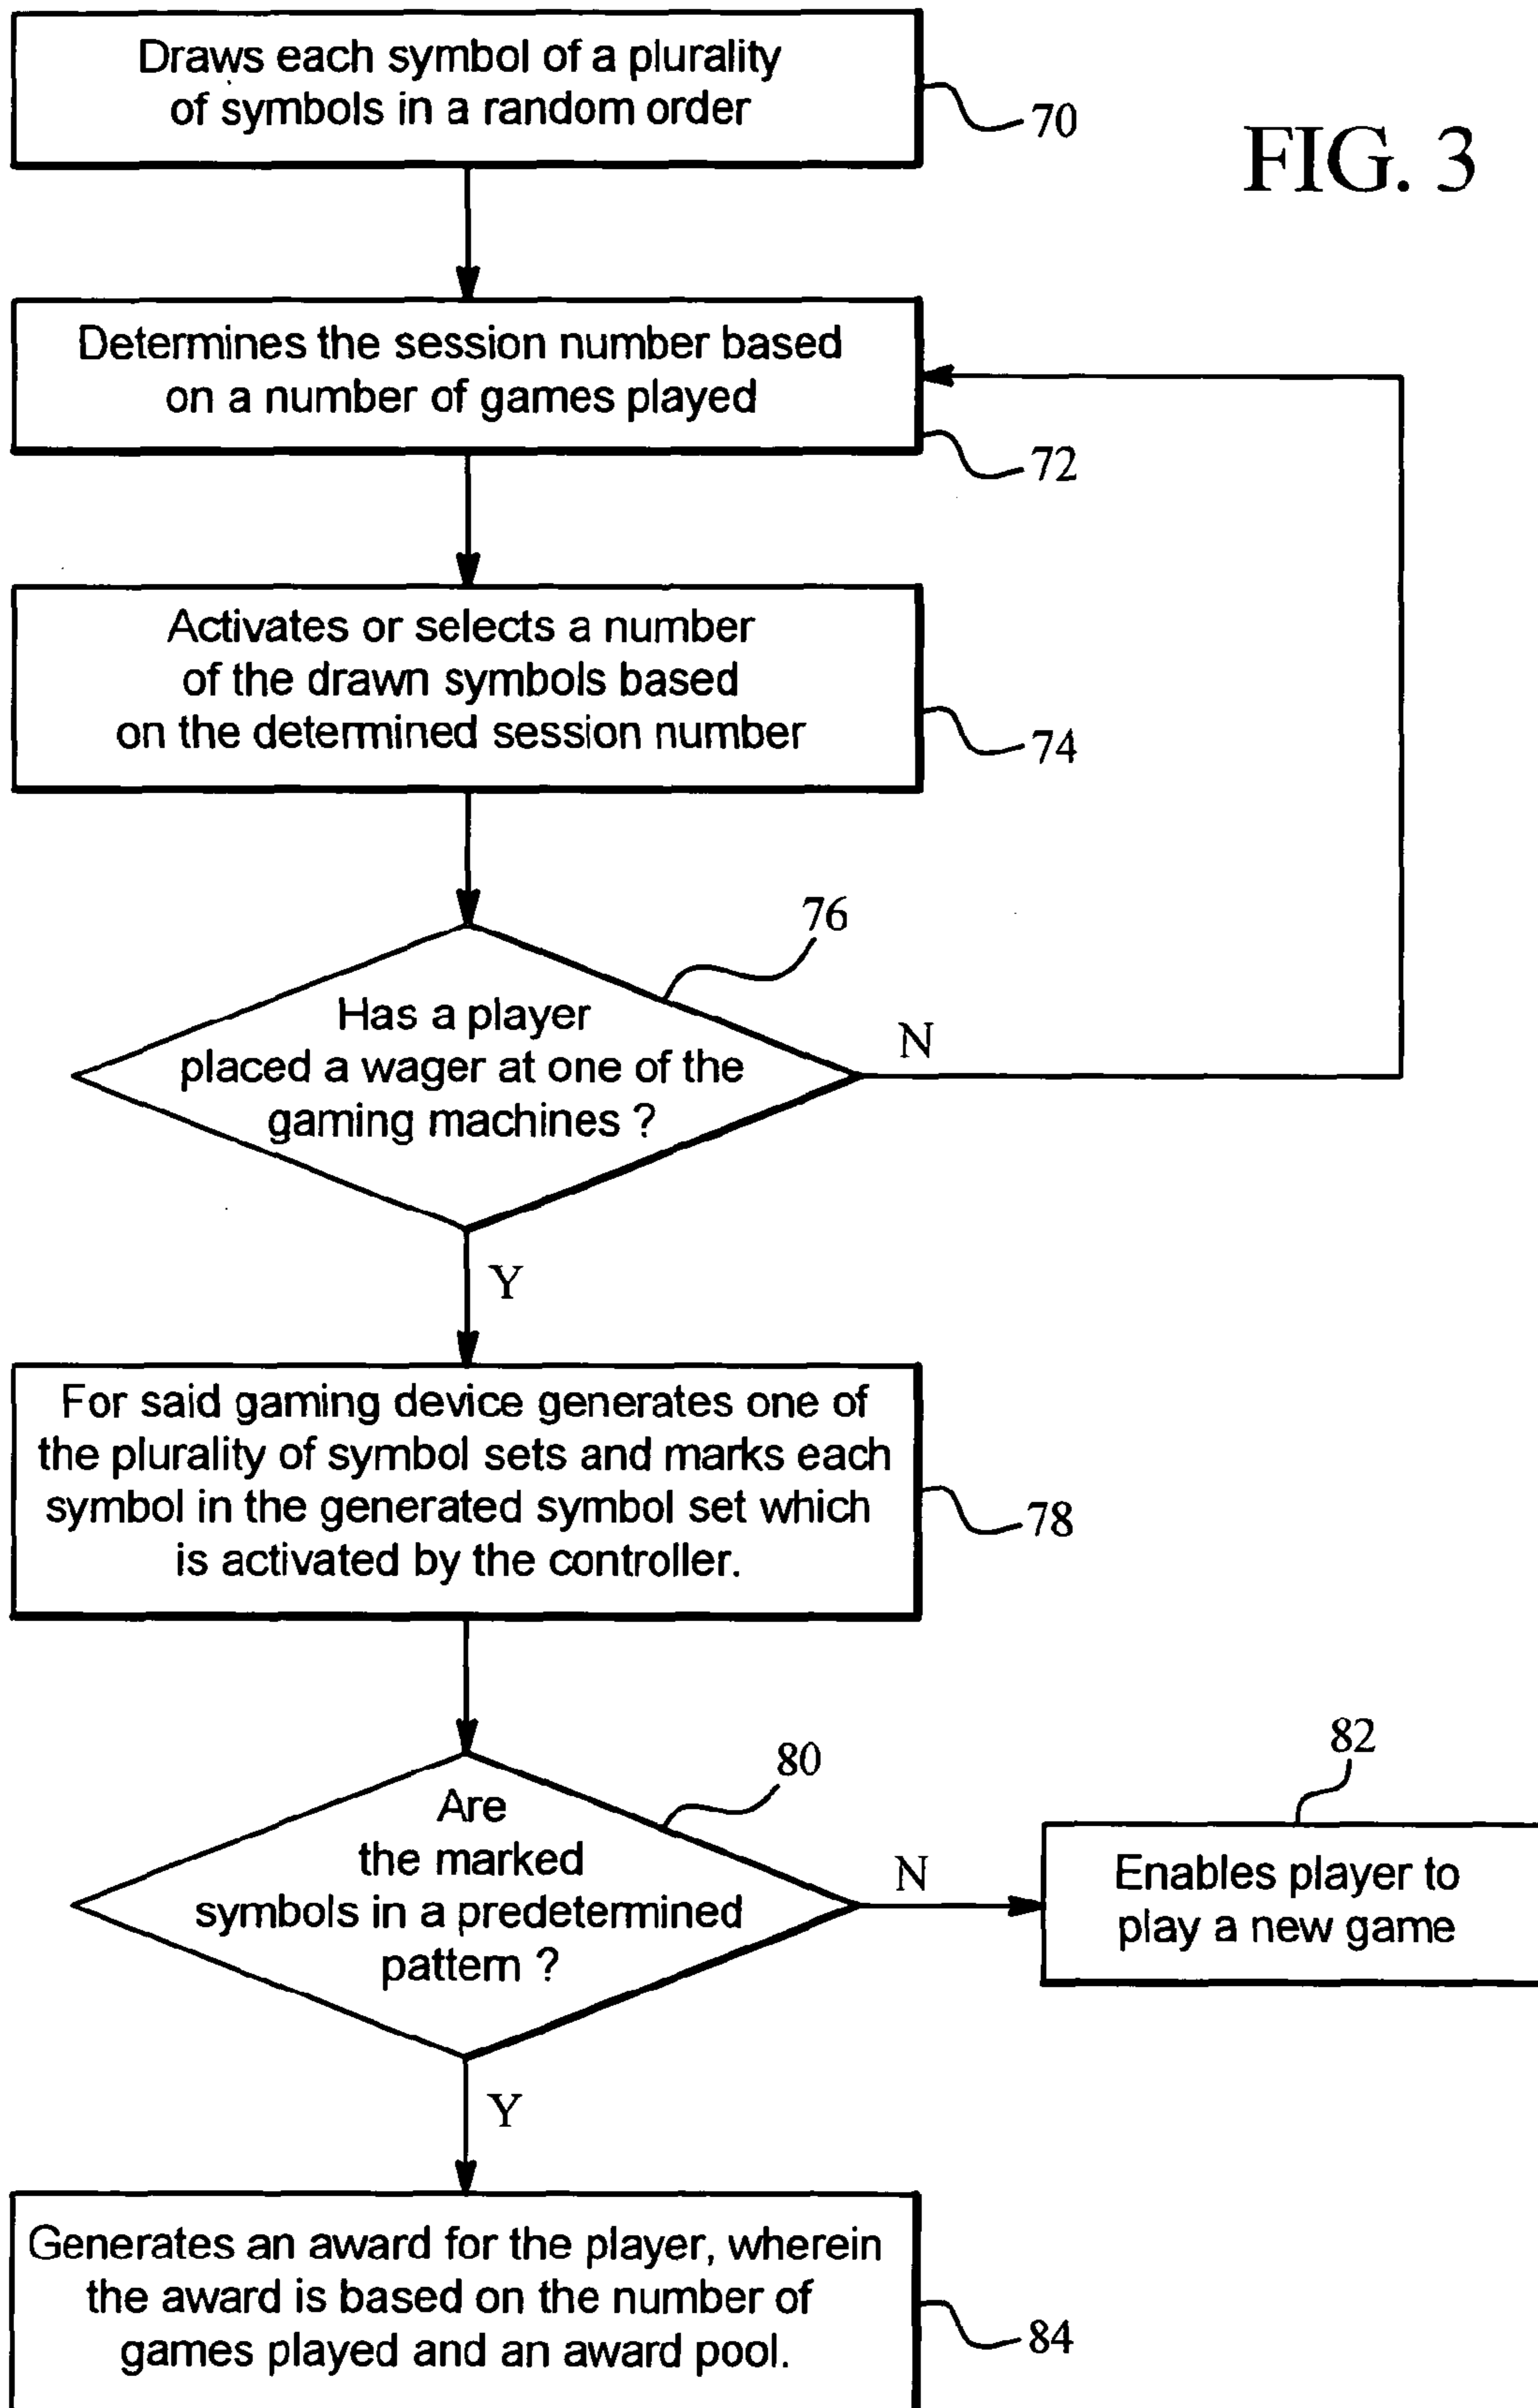 Draws each symbol of a plurality
of symbols in a random order
70
FIG. 3
Determines the session number based
on a number of games played
72
Activates or selects a number
of the drawn symbols based
on the determined session number
74
76
Has a player
placed a wager at one of the
gaming machines ?
N
Y
For said gaming device generates one of
the plurality of symbol sets and marks each
symbol in the generated symbol set which
is activated by the controller.
78
80
82
Are
the marked
symbols in a predetermined
pattern ?
N
Enables player to
play a new game
Y
Generates an award for the player, wherein
the award is based on the number of
games played and an award pool.
84